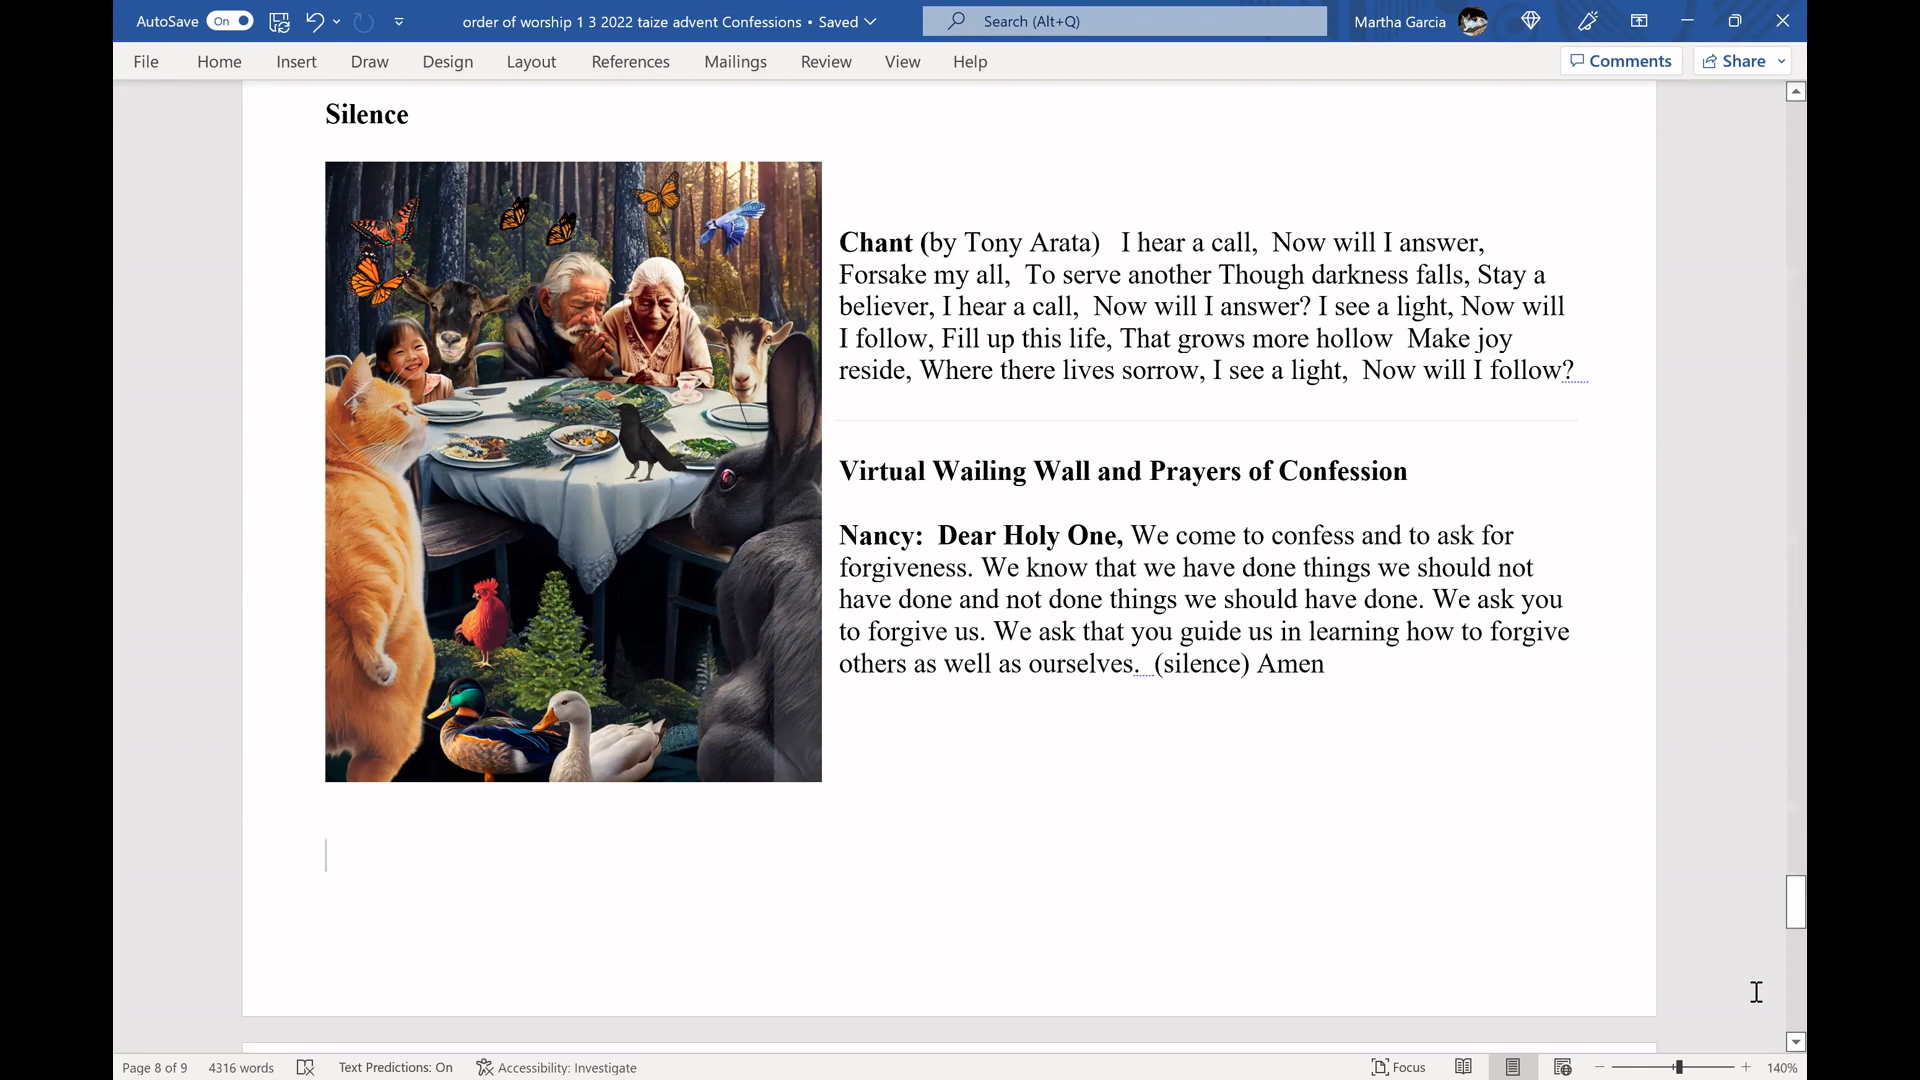 AutoSave On order of worship 1 3 2022 taize advent Confessions • Saved Search (Alt+Q) Martha Garcia
File Home Insert Draw Design Layout References Mailings Review View Help Comments Share
Silence
Chant (by Tony Arata) I hear a call, Now will I answer,
Forsake my all, To serve another Though darkness falls, Stay a
believer, I hear a call, Now will I answer? I see a light, Now will
I follow, Fill up this life, That grows more hollow Make joy
reside, Where there lives sorrow, I see a light, Now will I follow?
Virtual Wailing Wall and Prayers of Confession
Nancy: Dear Holy One, We come to confess and to ask for
forgiveness. We know that we have done things we should not
have done and not done things we should have done. We ask you
to forgive us. We ask that you guide us in learning how to forgive
others as well as ourselves. (silence) Amen
Page 8 of 9 4316 words Text Predictions: On Accessibility: Investigate Focus 140%